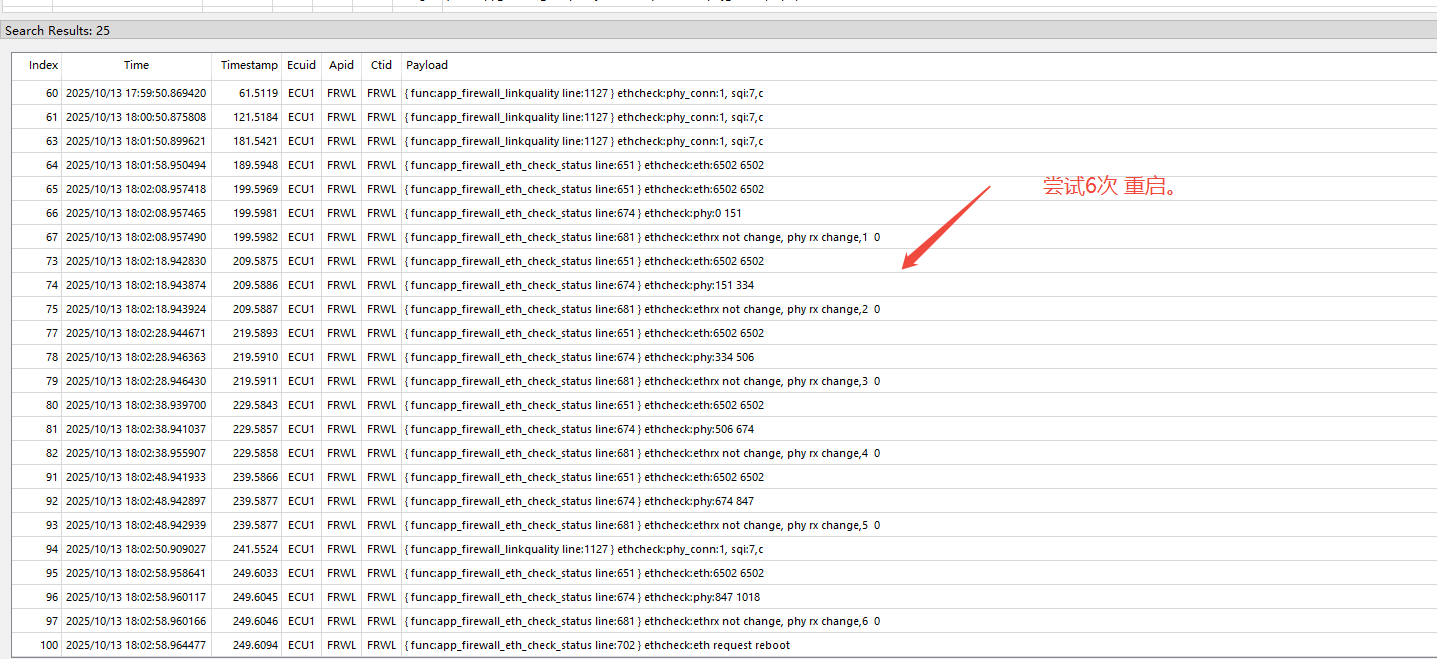 Search Results: 25
Index Time Timestamp Ecuid Apid Ctid Payload
60 2025/10/13 17:59:50.869420 61.5119 ECU1 FRWL FRWL { func:app_firewall_linkquality line:1127 } ethcheck:phy_conn:1, sqi:7,c
61 2025/10/13 18:00:50.875808 121.5184 ECU1 FRWL FRWL { func:app_firewall_linkquality line:1127 } ethcheck:phy_conn:1, sqi:7,c
63 2025/10/13 18:01:50.899621 181.5421 ECU1 FRWL FRWL { func:app_firewall_linkquality line:1127 } ethcheck:phy_conn:1, sqi:7,c
64 2025/10/13 18:01:58.950494 189.5948 ECU1 FRWL FRWL { func:app_firewall_eth_check_status line:651 } ethcheck:eth:6502 6502
65 2025/10/13 18:02:08.957418 199.5969 ECU1 FRWL FRWL { func:app_firewall_eth_check_status line:651 } ethcheck:eth:6502 6502
尝试6次 重启。
66 2025/10/13 18:02:08.957465 199.5981 ECU1 FRWL FRWL { func:app_firewall_eth_check_status line:674 } ethcheck:phy:0 151
67 2025/10/13 18:02:08.957490 199.5982 ECU1 FRWL FRWL { func:app_firewall_eth_check_status line:681 } ethcheck:ethrx not change, phy rx change,1 0
73 2025/10/13 18:02:18.942830 209.5875 ECU1 FRWL FRWL { func:app_firewall_eth_check_status line:651 } ethcheck:eth:6502 6502
74 2025/10/13 18:02:18.943874 209.5886 ECU1 FRWL FRWL { func:app_firewall_eth_check_status line:674 } ethcheck:phy:151 334
75 2025/10/13 18:02:18.943924 209.5887 ECU1 FRWL FRWL { func:app_firewall_eth_check_status line:681 } ethcheck:ethrx not change, phy rx change,2 0
77 2025/10/13 18:02:28.944671 219.5893 ECU1 FRWL FRWL { func:app_firewall_eth_check_status line:651 } ethcheck:eth:6502 6502
78 2025/10/13 18:02:28.946363 219.5910 ECU1 FRWL FRWL { func:app_firewall_eth_check_status line:674 } ethcheck:phy:334 506
79 2025/10/13 18:02:28.946430 219.5911 ECU1 FRWL FRWL { func:app_firewall_eth_check_status line:681 } ethcheck:ethrx not change, phy rx change,3 0
80 2025/10/13 18:02:38.939700 229.5843 ECU1 FRWL FRWL { func:app_firewall_eth_check_status line:651 } ethcheck:eth:6502 6502
81 2025/10/13 18:02:38.941037 229.5857 ECU1 FRWL FRWL { func:app_firewall_eth_check_status line:674 } ethcheck:phy:506 674
82 2025/10/13 18:02:38.955907 229.5858 ECU1 FRWL FRWL { func:app_firewall_eth_check_status line:681 } ethcheck:ethrx not change, phy rx change,4 0
91 2025/10/13 18:02:48.941933 239.5866 ECU1 FRWL FRWL { func:app_firewall_eth_check_status line:651 } ethcheck:eth:6502 6502
92 2025/10/13 18:02:48.942897 239.5877 ECU1 FRWL FRWL { func:app_firewall_eth_check_status line:674 } ethcheck:phy:674 847
93 2025/10/13 18:02:48.942939 239.5877 ECU1 FRWL FRWL { func:app_firewall_eth_check_status line:681 } ethcheck:ethrx not change, phy rx change,5 0
94 2025/10/13 18:02:50.909027 241.5524 ECU1 FRWL FRWL { func:app_firewall_linkquality line:1127 } ethcheck:phy_conn:1, sqi:7,c
95 2025/10/13 18:02:58.958641 249.6033 ECU1 FRWL FRWL { func:app_firewall_eth_check_status line:651 } ethcheck:eth:6502 6502
96 2025/10/13 18:02:58.960117 249.6045 ECU1 FRWL FRWL { func:app_firewall_eth_check_status line:674 } ethcheck:phy:847 1018
97 2025/10/13 18:02:58.960166 249.6046 ECU1 FRWL FRWL { func:app_firewall_eth_check_status line:681 } ethcheck:ethrx not change, phy rx change,6 0
100 2025/10/13 18:02:58.964477 249.6094 ECU1 FRWL FRWL { func:app_firewall_eth_check_status line:702 } ethcheck:eth request reboot